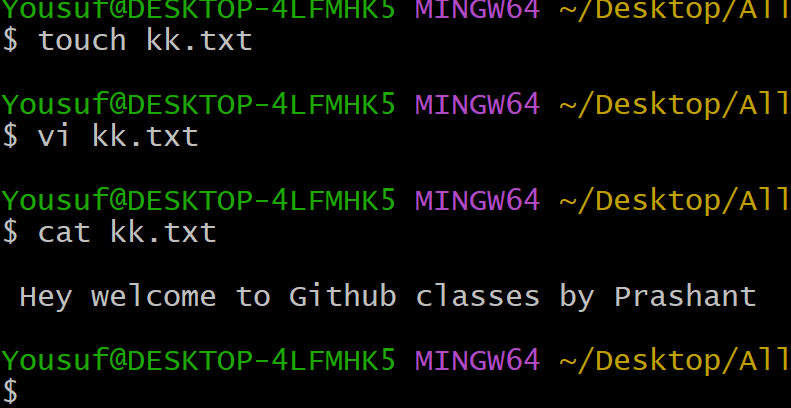 Yousuf@DESKTOP-4LFMHK5 MINGW64 ~/Desktop/All
$ touch kk.txt
Yousuf@DESKTOP-4LFMHK5 MINGW64 ~/Desktop/All
$ vi kk.txt
Yousuf@DESKTOP-4LFMHK5 MINGW64 ~/Desktop/All
$ cat kk.txt
Hey welcome to Github classes by Prashant
Yousuf@DESKTOP-4LFMHK5 MINGW64 ~/Desktop/All
$